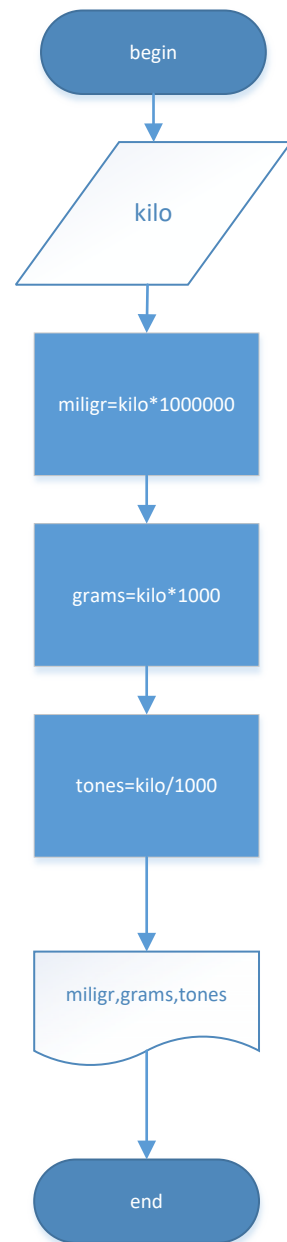 begin
kilo
miligr=kilo*1000000
grams=kilo*1000
tones=kilo/1000
miligr,grams,tones
end